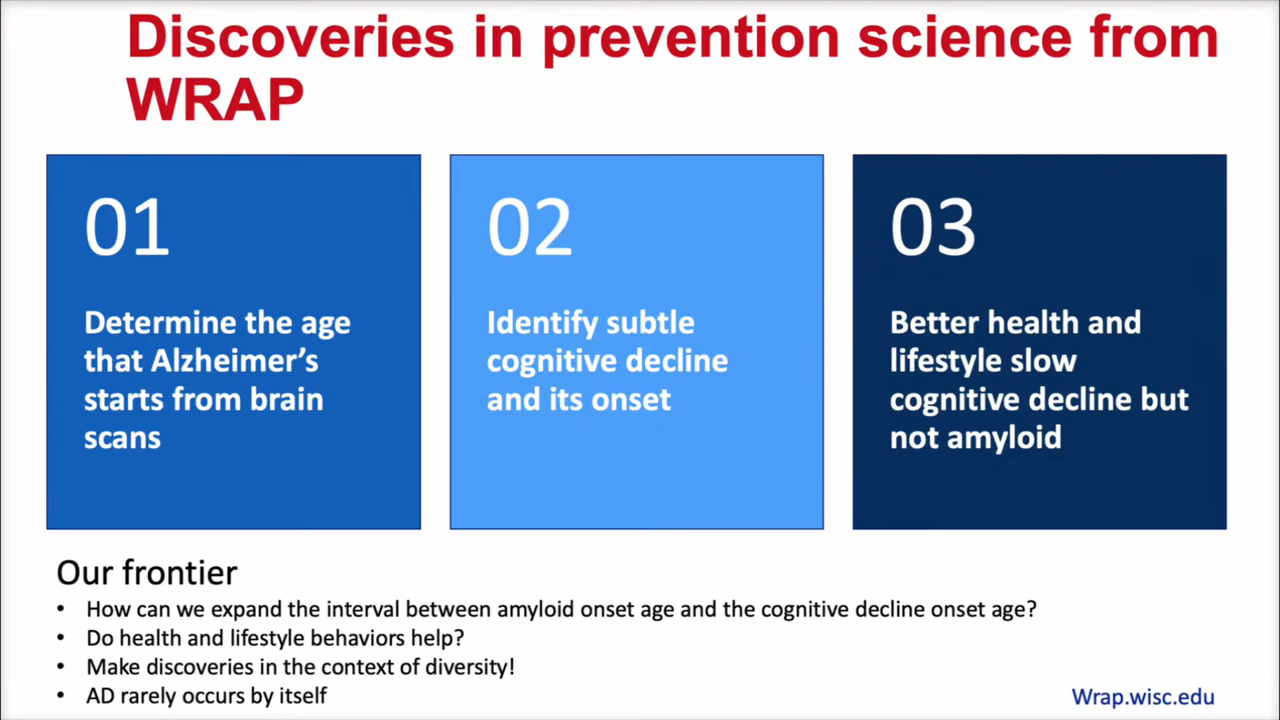 Discoveries in prevention science from
WRAP
01
Determine the age
that Alzheimer’s
starts from brain
scans
02
Identify subtle
cognitive decline
and its onset
03
Better health and
lifestyle slow
cognitive decline but
not amyloid
Our frontier
• How can we expand the interval between amyloid onset age and the cognitive decline onset age?
• Do health and lifestyle behaviors help?
• Make discoveries in the context of diversity!
• AD rarely occurs by itself
Wrap.wisc.edu